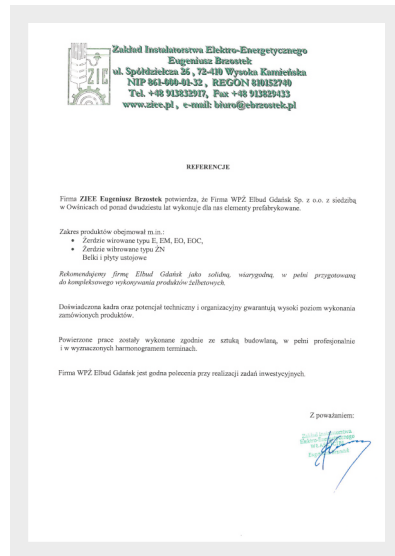 Zakład Instalatorstwa Elektro-Energetycznego
Eugeniusz Brzostek
ul. Spółdzielcza 26 , 72-410 Wysoka Kamieńska
NIP 861-000-01-32 , REGON 810152740
Tel. +48 913832917, Fax +48 913829433
www.ziee.pl , e-mail: biuro@ebrzostek.pl
REFERENCJE
Firma ZIEE Eugeniusz Brzostek potwierdza, że Firma WPŻ Elbud Gdańsk Sp. z o.o. z siedzibą
w Owśnicach od ponad dwudziestu lat wykonuje dla nas elementy prefabrykowane.
Zakres produktów obejmował m.in.:
• Żerdzie wirowane typu E, EM, EO, EOC,
• Żerdzie wibrowane typu ŻN
Belki i płyty ustojowe
Rekomendujemy firmę Elbud Gdańsk jako solidną, wiarygodną, w pełni przygotowaną
do kompleksowego wykonywania produktów żelbetowych.
Doświadczona kadra oraz potencjał techniczny i organizacyjny gwarantują wysoki poziom wykonania
zamówionych produktów.
Powierzone prace zostały wykonane zgodnie ze sztuką budowlaną, w pełni profesjonalnie
i w wyznaczonych harmonogramem terminach.
Firma WPŻ Elbud Gdańsk jest godna polecenia przy realizacji zadań inwestycyjnych.
Z poważaniem: